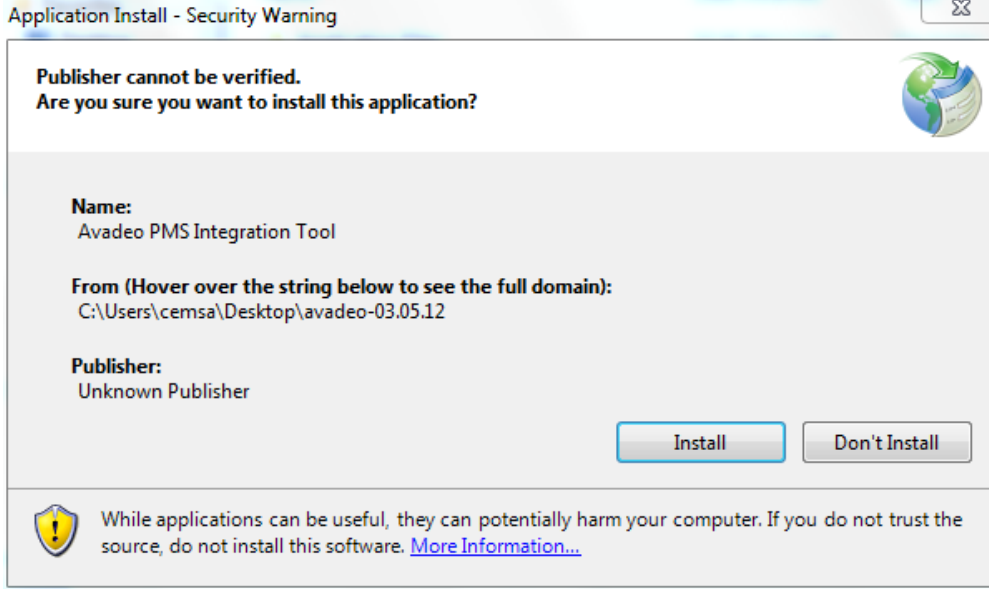 Application Install - Security Warning
Publisher cannot be verified.
Are you sure you want to install this application?
Name:
Avadeo PMS Integration Tool
From (Hover over the string below to see the full domain):
C:\Users\cemsa\Desktop\avadeo-03.05.12
Publisher:
Unknown Publisher
Install Don't Install
While applications can be useful, they can potentially harm your computer. If you do not trust the
source, do not install this software. More Information...